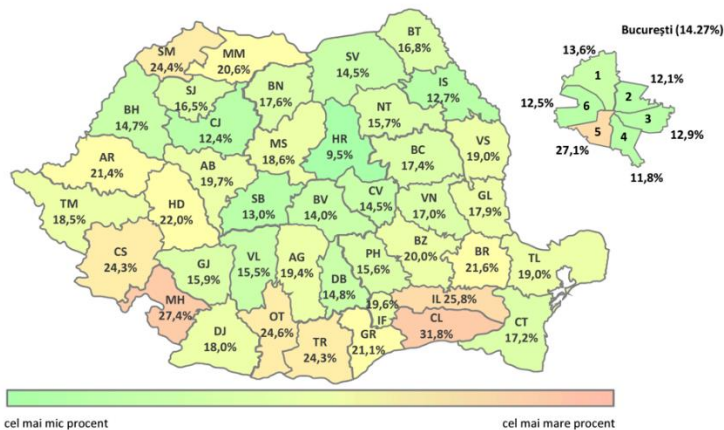 București (14.27%)
13,6%
12,1%
12,5%
12,9%
27,1%
11,8%
1
2
3
4
5
6
SM
24,4%
MM
20,6%
BT
16,8%
SV
14,5%
SJ
16,5%
BN
17,6%
IS
12,7%
BH
14,7%
CJ
12,4%
NT
15,7%
HR
9,5%
MS
18,6%
BC
17,4%
VS
19,0%
AR
21,4%
AB
19,7%
TM
18,5%
HD
22,0%
SB
13,0%
BV
14,0%
CV
14,5%
VN
17,0%
GL
17,9%
CS
24,3%
GJ
15,9%
VL
15,5%
AG
19,4%
DB
14,8%
PH
15,6%
BZ
20,0%
BR
21,6%
TL
19,0%
MH
27,4%
DJ
18,0%
OT
24,6%
TR
24,3%
GR
21,1%
19,6%
IF
IL 25,8%
CL
31,8%
CT
17,2%
cel mai mic procent
cel mai mare procent